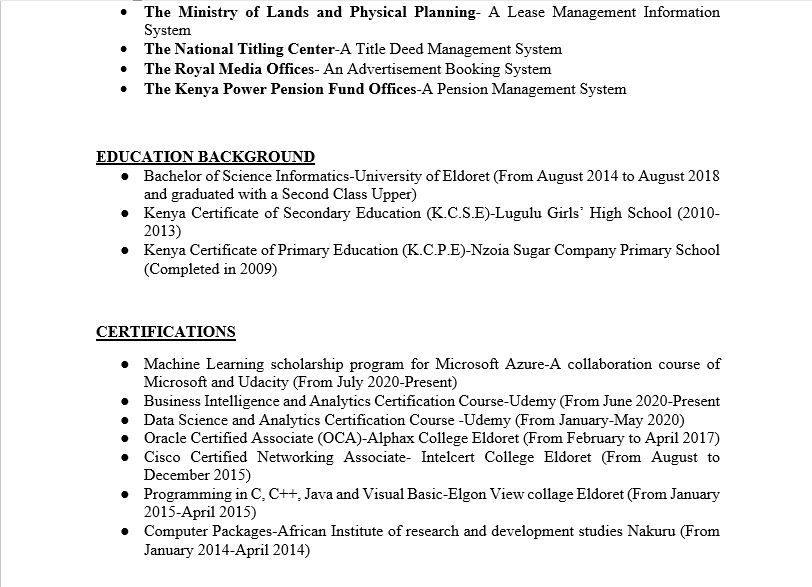 ● The Ministry of Lands and Physical Planning- A Lease Management Information
System
● The National Titling Center-A Title Deed Management System
● The Royal Media Offices- An Advertisement Booking System
● The Kenya Power Pension Fund Offices-A Pension Management System
EDUCATION BACKGROUND
● Bachelor of Science Informatics-University of Eldoret (From August 2014 to August 2018
and graduated with a Second Class Upper)
● Kenya Certificate of Secondary Education (K.C.S.E)-Lugulu Girls’ High School (2010-
2013)
● Kenya Certificate of Primary Education (K.C.P.E)-Nzoia Sugar Company Primary School
(Completed in 2009)
CERTIFICATIONS
● Machine Learning scholarship program for Microsoft Azure-A collaboration course of
Microsoft and Udacity (From July 2020-Present)
● Business Intelligence and Analytics Certification Course-Udemy (From June 2020-Present
● Data Science and Analytics Certification Course -Udemy (From January-May 2020)
● Oracle Certified Associate (OCA)-Alphax College Eldoret (From February to April 2017)
● Cisco Certified Networking Associate- Intelcert College Eldoret (From August to
December 2015)
● Programming in C, C++, Java and Visual Basic-Elgon View collage Eldoret (From January
2015-April 2015)
● Computer Packages-African Institute of research and development studies Nakuru (From
January 2014-April 2014)